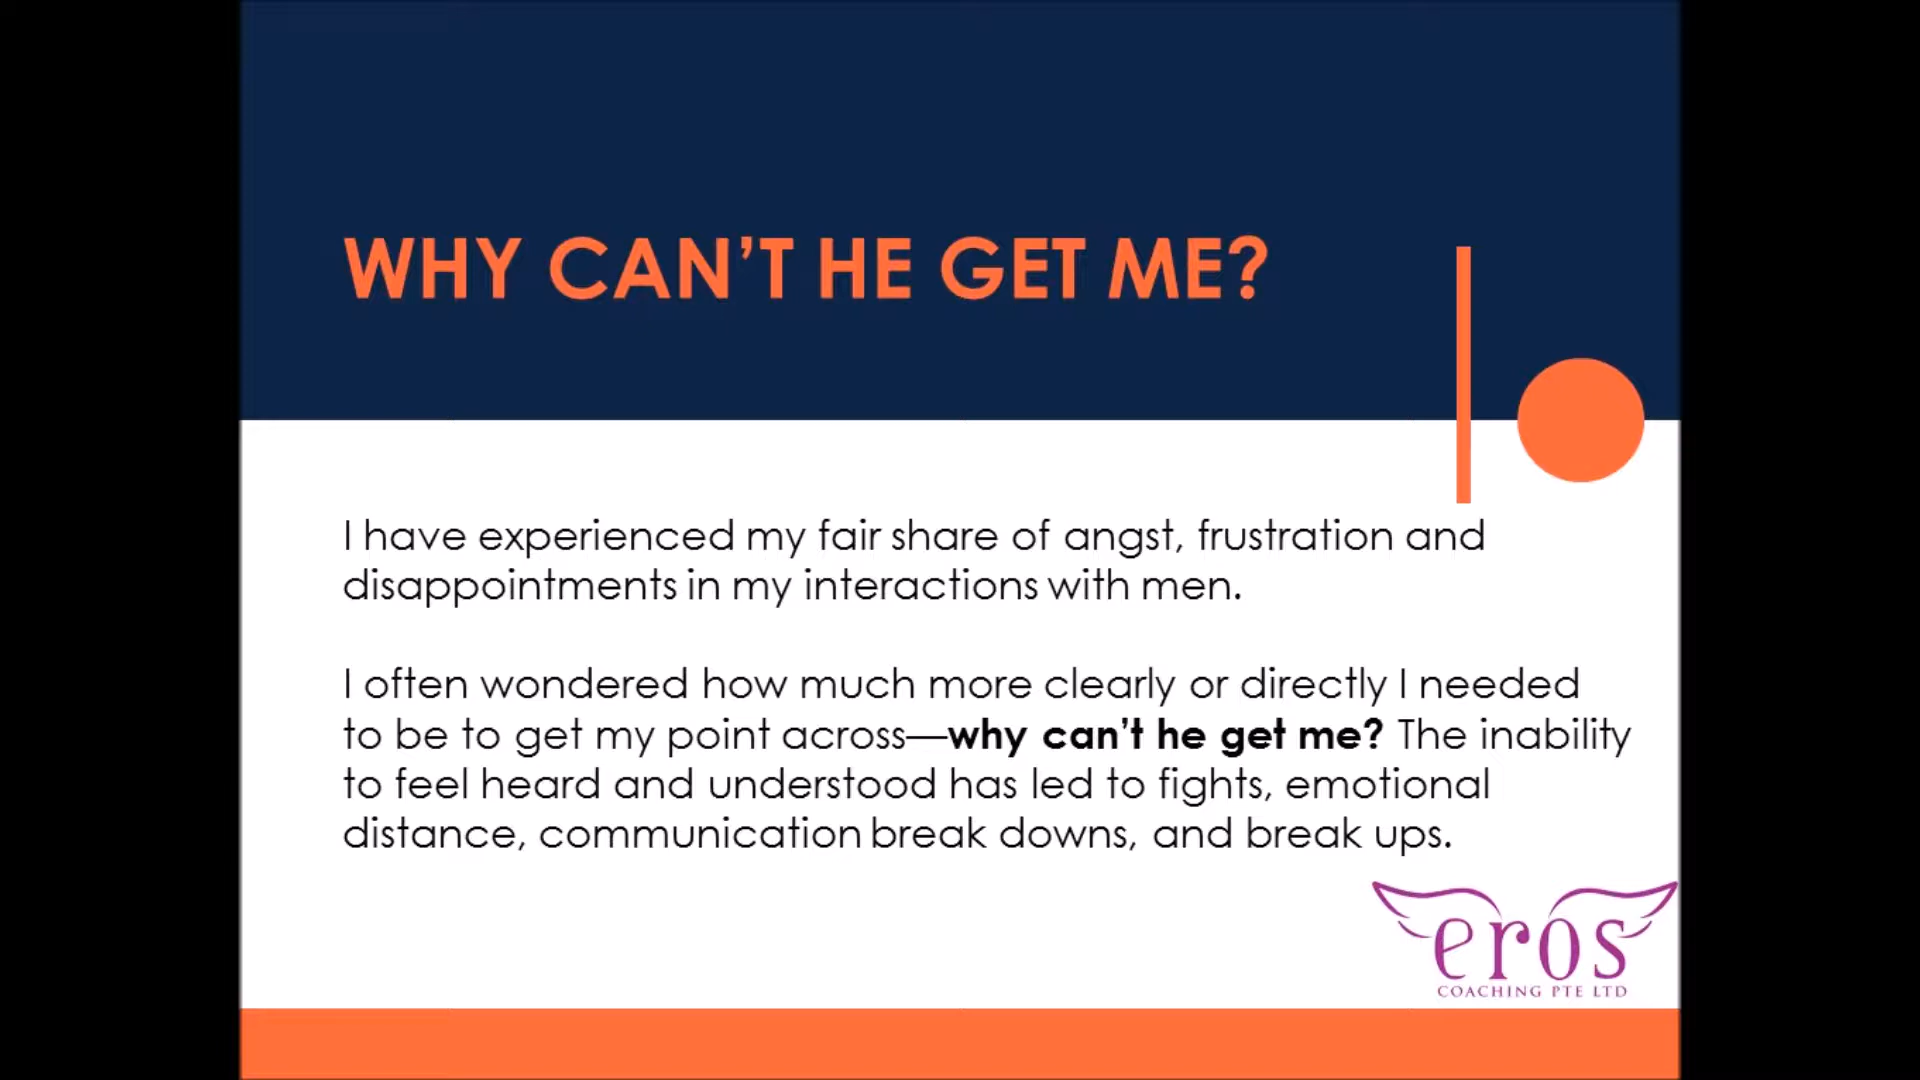 WHY CAN’T HE GET ME?
I have experienced my fair share of angst, frustration and
disappointments in my interactions with men.
I often wondered how much more clearly or directly I needed
to be to get my point across—why can’t he get me? The inability
to feel heard and understood has led to fights, emotional
distance, communication break downs, and break ups.
eros
COACHING PTE LTD